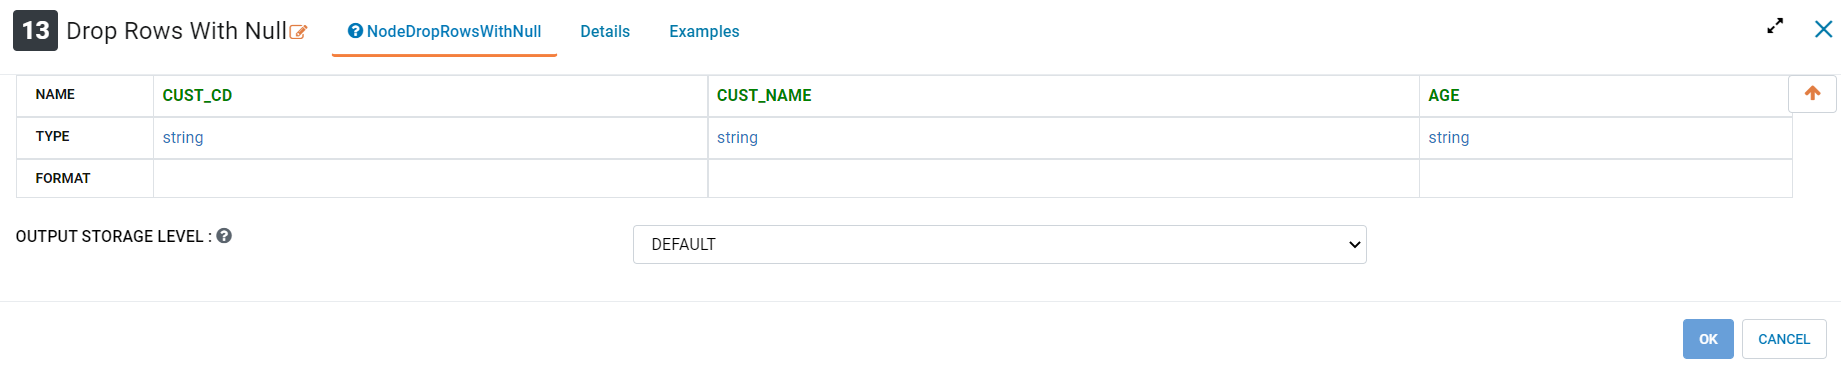 13 Drop Rows With Null NodeDropRowsWithNull Details Examples
NAME CUST_CD CUST_NAME AGE
TYPE string string string
FORMAT
OUTPUT STORAGE LEVEL : DEFAULT
OK CANCEL